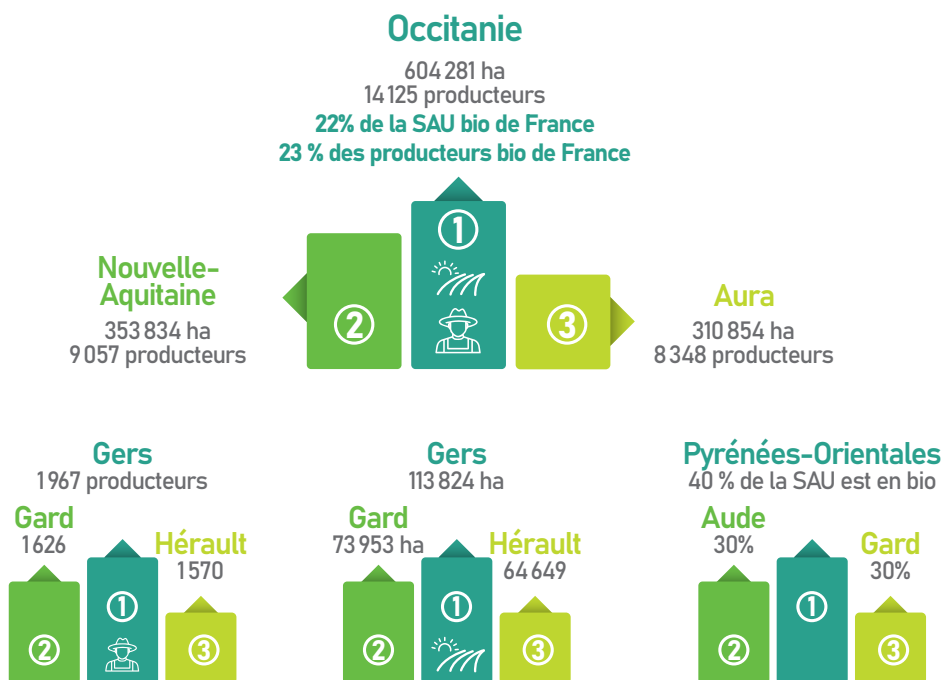 Occitanie
604 281 ha
14 125 producteurs
22% de la SAU bio de France
23 % des producteurs bio de France
1
Nouvelle-
Aquitaine
353 834 ha
9 057 producteurs
2
3
Aura
310 854 ha
8 348 producteurs
Gers
1 967 producteurs
Gard
1 626
Hérault
1 570
1
2
3
Gers
113 824 ha
Gard
73 953 ha
Hérault
64 649
1
2
3
Pyrénées-Orientales
40 % de la SAU est en bio
Aude
30%
Gard
30%
1
2
3